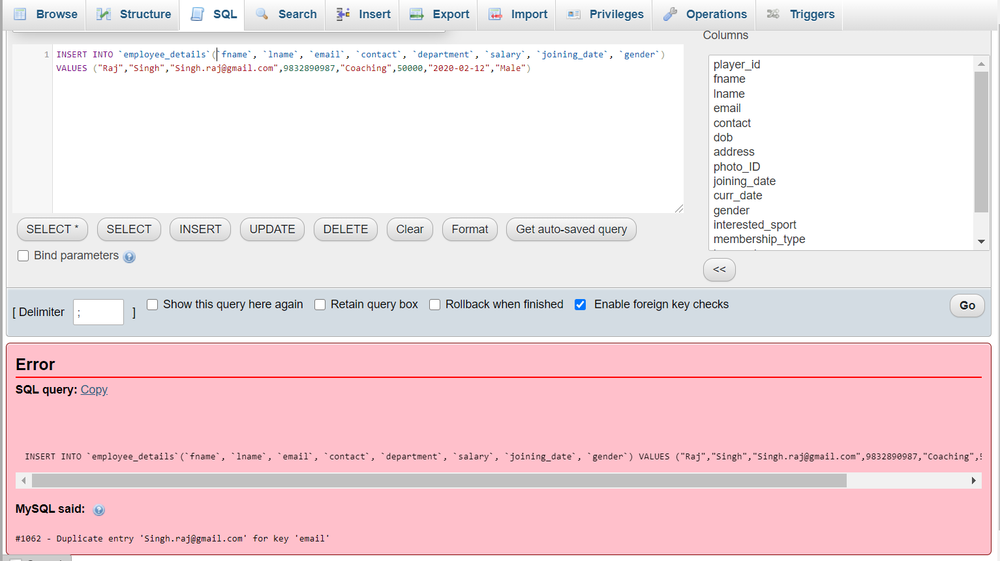 Browse Structure SQL Search Insert Export Import Privileges Operations Triggers
Columns
1 INSERT INTO `employee_details`(`fname`, `lname`, `email`, `contact`, `department`, `salary`, `joining_date`, `gender`)
VALUES ("Raj","Singh","Singh.raj@gmail.com",9832890987,"Coaching",50000,"2020-02-12","Male")
player_id
fname
lname
email
contact
dob
address
photo_ID
joining_date
curr_date
gender
interested_sport
membership_type
SELECT * SELECT INSERT UPDATE DELETE Clear Format Get auto-saved query
Bind parameters
<<
[ Delimiter ; ] Show this query here again Retain query box Rollback when finished Enable foreign key checks Go
Error
SQL query: Copy
INSERT INTO `employee_details`(`fname`, `lname`, `email`, `contact`, `department`, `salary`, `joining_date`, `gender`) VALUES ("Raj","Singh","Singh.raj@gmail.com",9832890987,"Coaching",
MySQL said:
#1062 - Duplicate entry 'Singh.raj@gmail.com' for key 'email'